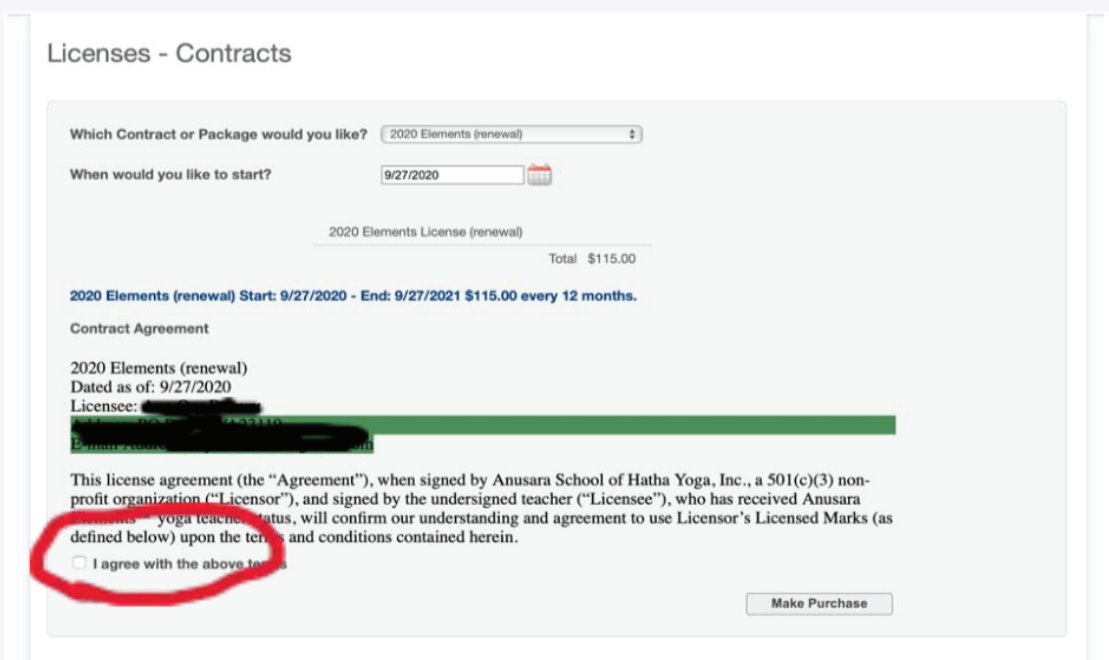 Licenses - Contracts
Which Contract or Package would you like? 2020 Elements (renewal)
When would you like to start? 9/27/2020
2020 Elements License (renewal)
Total $115.00
2020 Elements (renewal) Start: 9/27/2020 - End: 9/27/2021 $115.00 every 12 months.
Contract Agreement
2020 Elements (renewal)
Dated as of: 9/27/2020
Licensee:
This license agreement (the “Agreement”), when signed by Anusara School of Hatha Yoga, Inc., a 501(c)(3) non-
profit organization (“Licensor”), and signed by the undersigned teacher (“Licensee”), who has received Anusara
yoga teacher status, will confirm our understanding and agreement to use Licensor’s Licensed Marks (as
defined below) upon the terms and conditions contained herein.
I agree with the above terms
Make Purchase